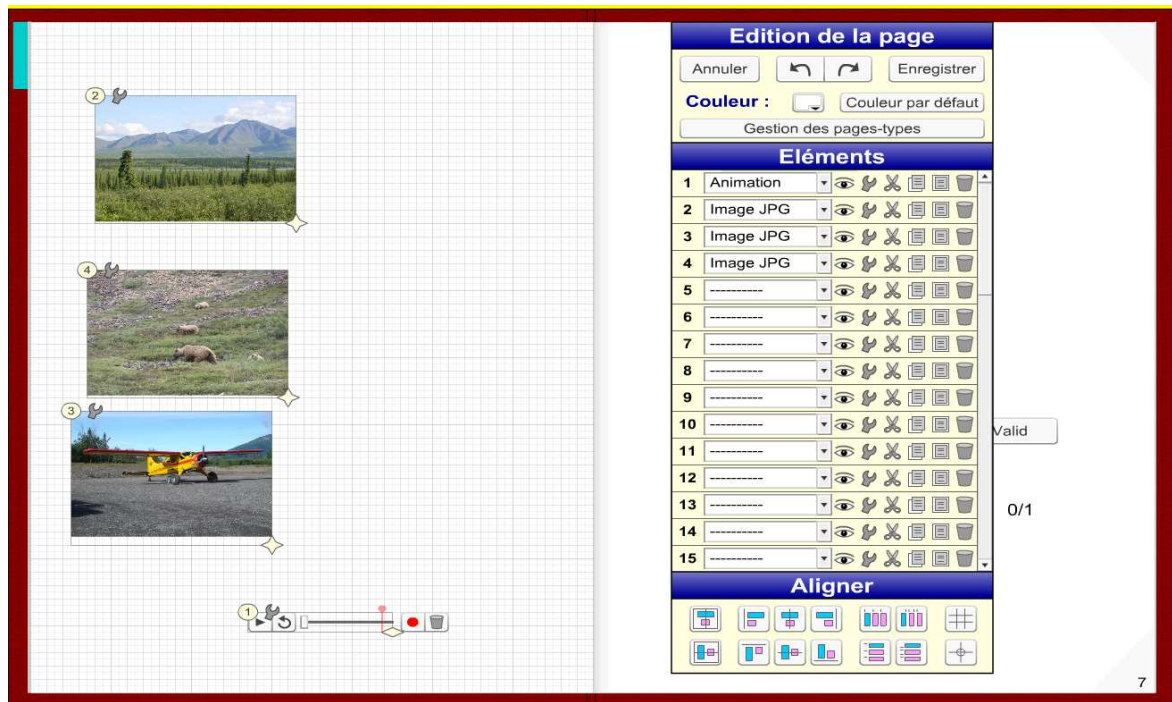 2
4
3
1
Edition de la page
Annuler Enregistrer
Couleur : Couleur par défaut
Gestion des pages-types
Eléments
1 Animation
2 Image JPG
3 Image JPG
4 Image JPG
5 ----------
6 ----------
7 ----------
8 ----------
9 ----------
10 ----------
11 ----------
12 ----------
13 ----------
14 ----------
15 ----------
Aligner
Valid
0/1
7